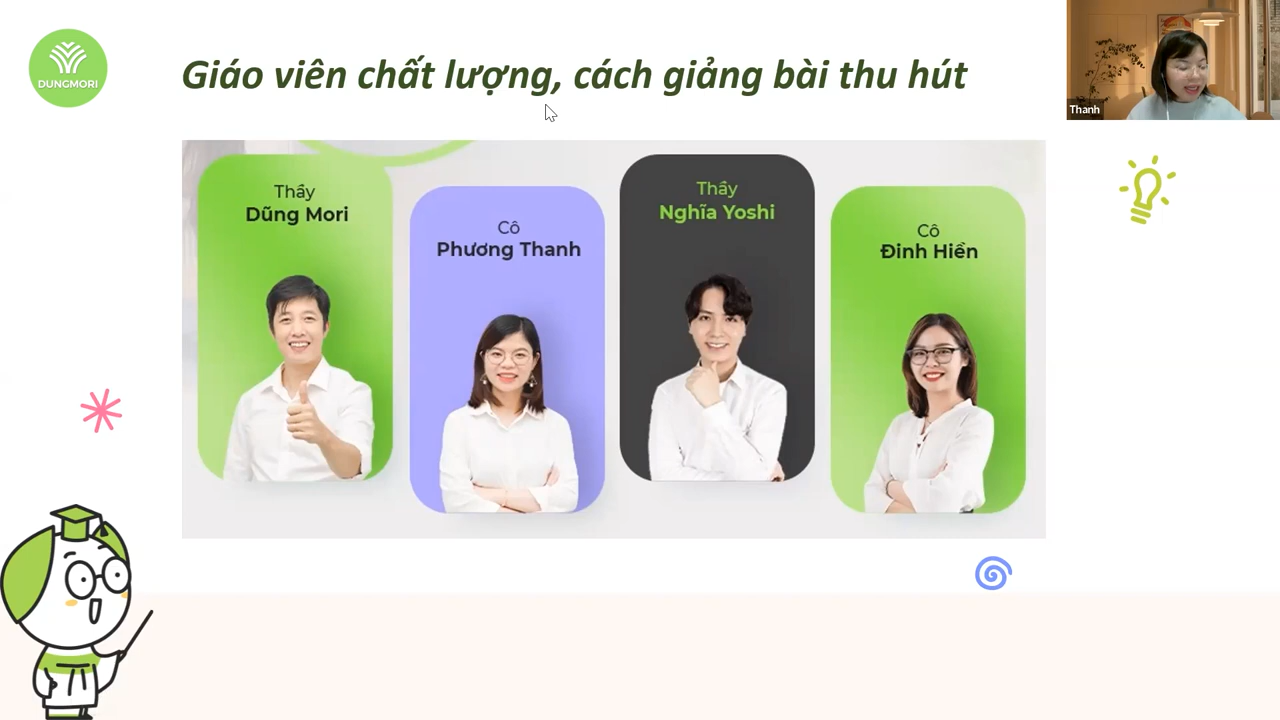 DUNGMORI
Giáo viên chất lượng, cách giảng bài thu hút
Thanh
Thầy
Dũng Mori
Cô
Phương Thanh
Thầy
Nghĩa Yoshi
Cô
Đinh Hiền